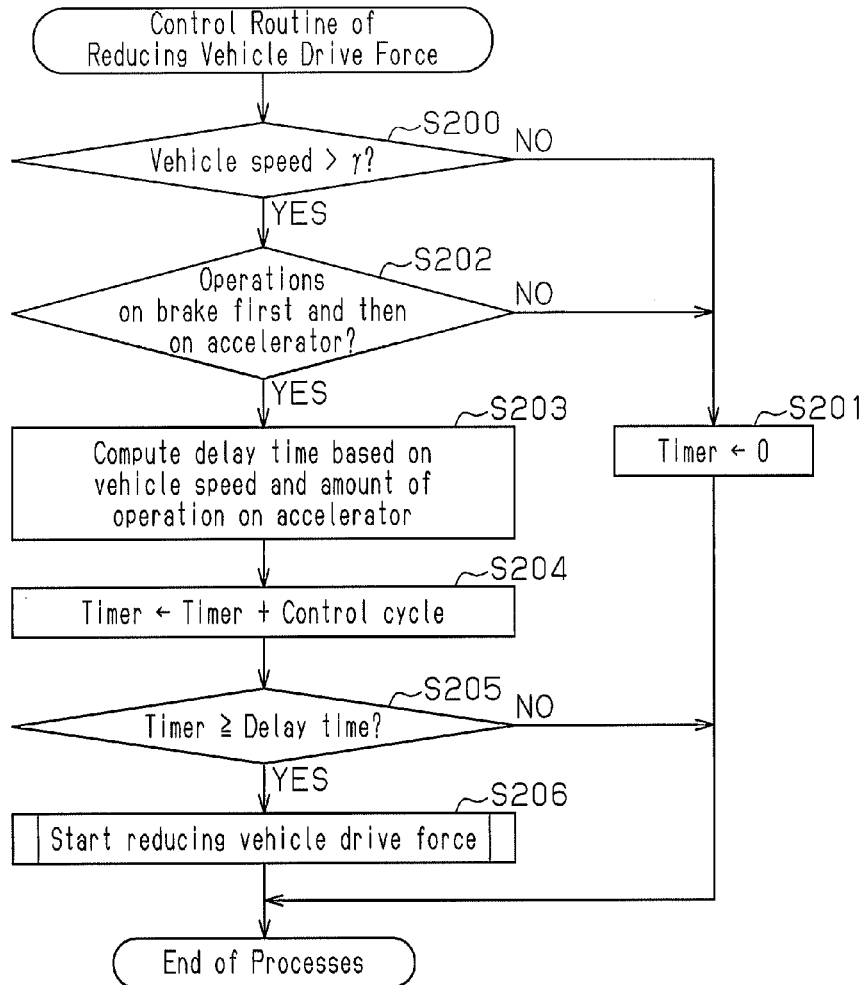 Control Routine of
Reducing Vehicle Drive Force
S200
Vehicle speed > γ?
NO
YES
S202
Operations
on brake first and then
on accelerator?
NO
YES
S203
Compute delay time based on
vehicle speed and amount of
operation on accelerator
S201
Timer ← 0
S204
Timer ← Timer + Control cycle
S205
Timer ≧ Delay time?
NO
YES
S206
Start reducing vehicle drive force
End of Processes